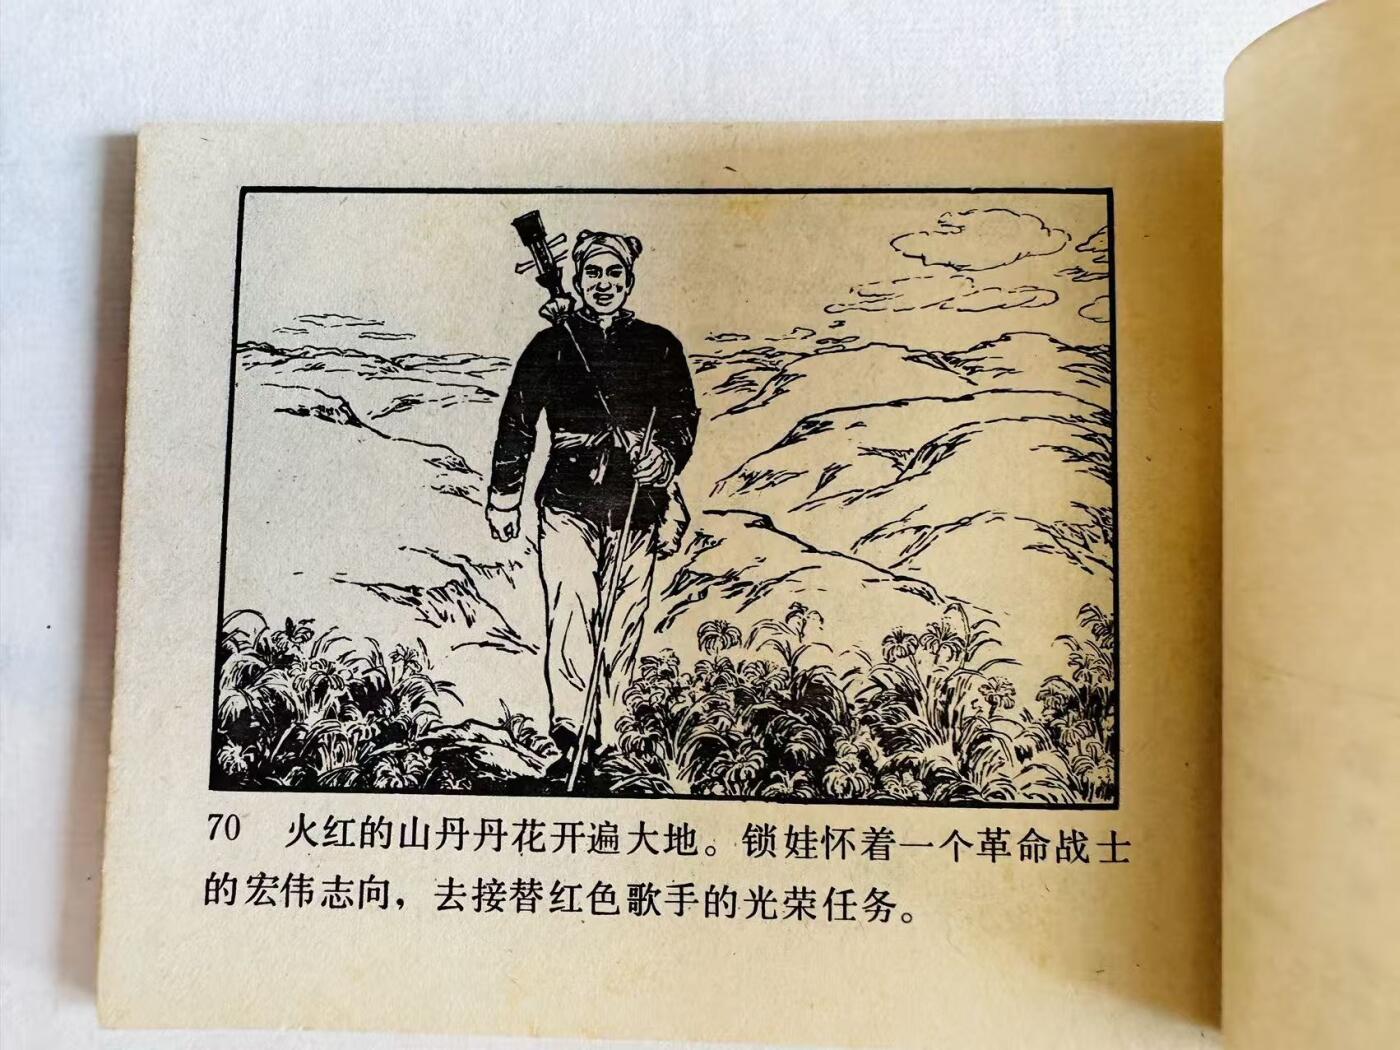 70 火红的山丹丹花开遍大地。锁娃怀着一个革命战士
的宏伟志向，去接替红色歌手的光荣任务。